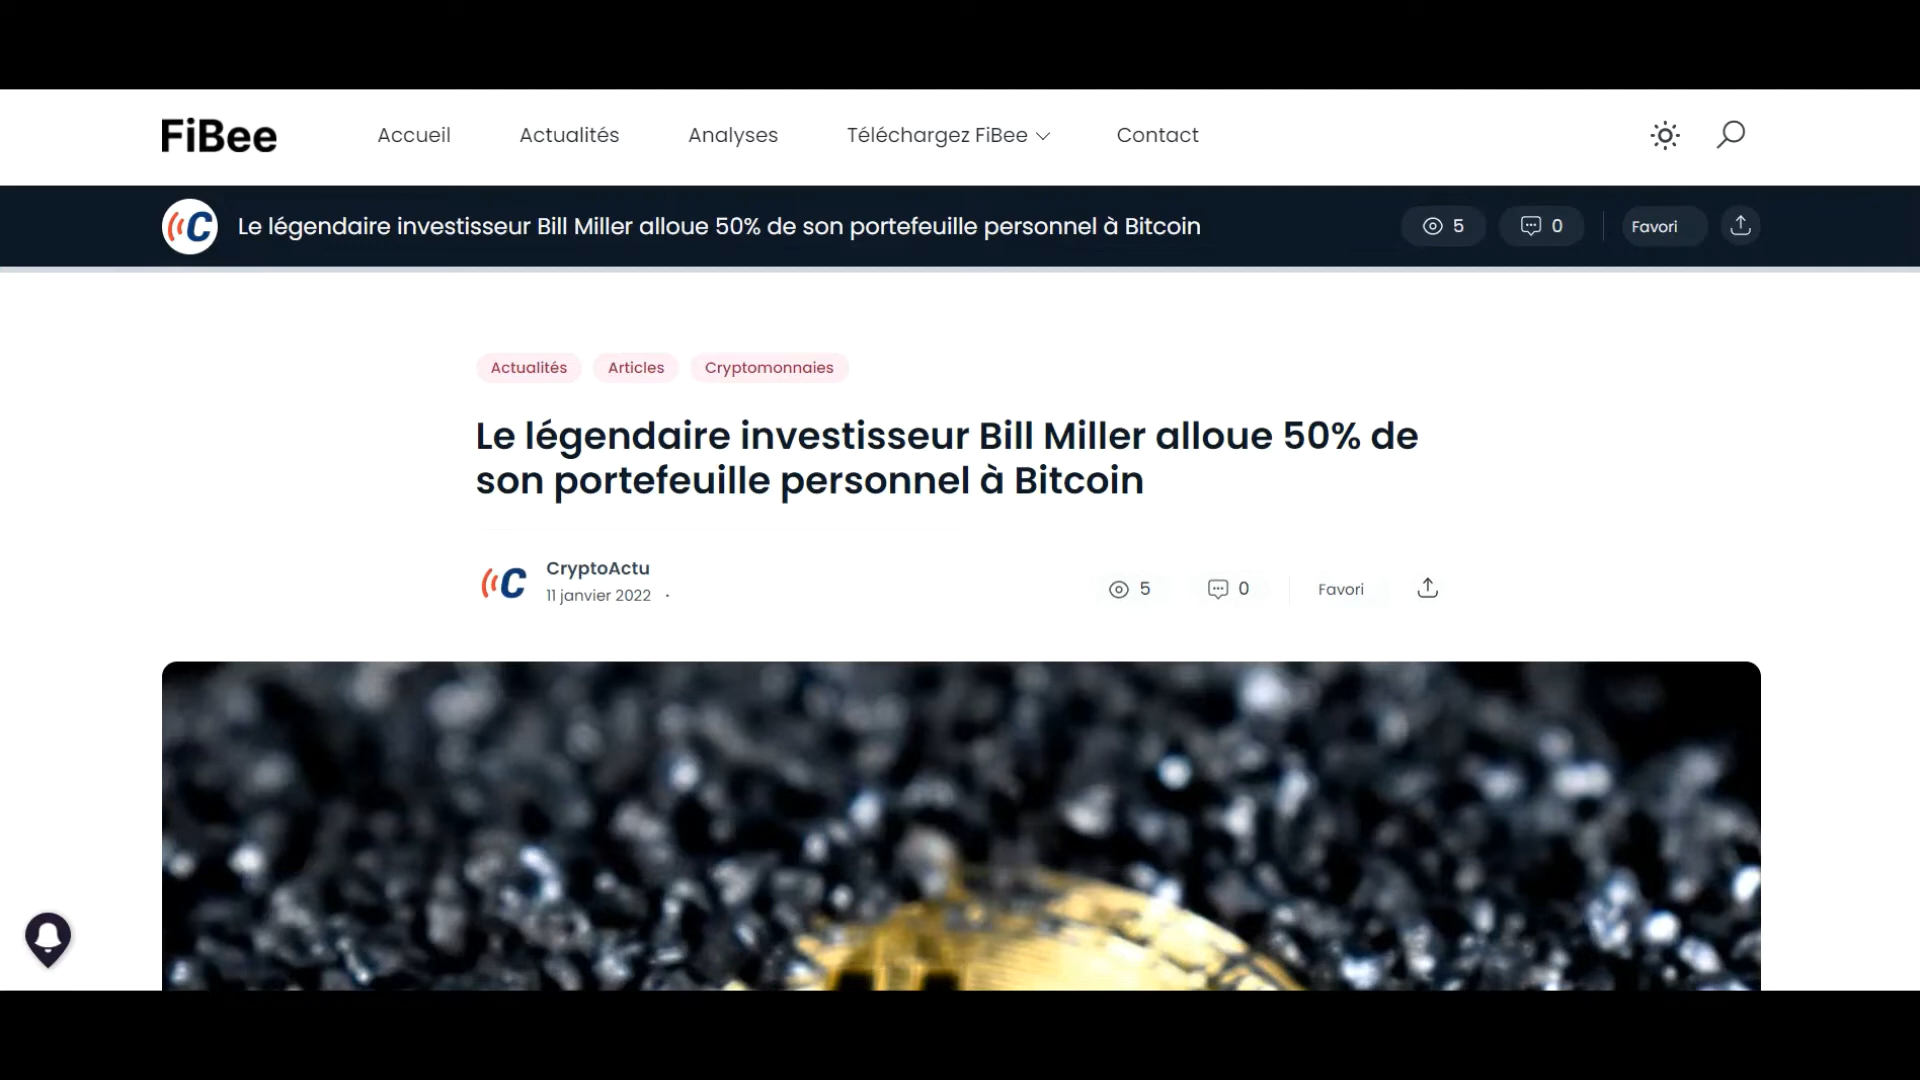 FiBee
Accueil
Actualités
Analyses
Téléchargez FiBee
Contact
Le légendaire investisseur Bill Miller alloue 50% de son portefeuille personnel à Bitcoin
5
0
Favori
Actualités
Articles
Cryptomonnaies
Le légendaire investisseur Bill Miller alloue 50% de
son portefeuille personnel à Bitcoin
CryptoActu
11 janvier 2022 ·
5
0
Favori